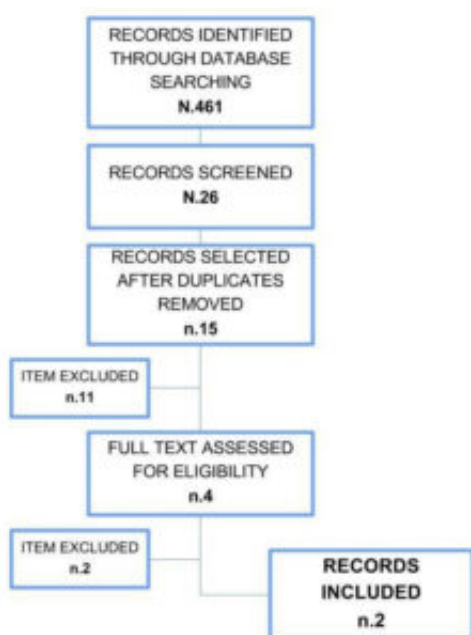 RECORDS IDENTIFIED
THROUGH DATABASE
SEARCHING
N.461
RECORDS SCREENED
N.26
RECORDS SELECTED
AFTER DUPLICATES
REMOVED
n.15
ITEM EXCLUDED
n.11
FULL TEXT ASSESSED
FOR ELIGIBILITY
n.4
ITEM EXCLUDED
n.2
RECORDS
INCLUDED
n.2